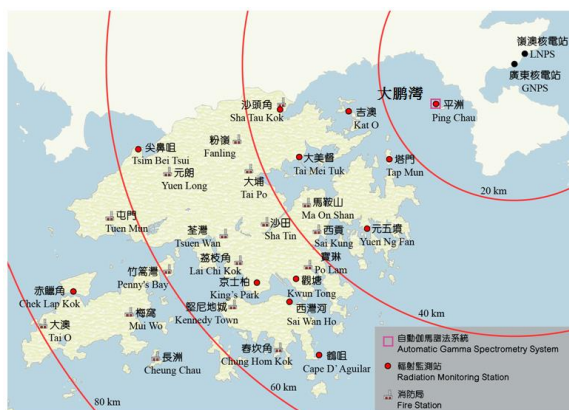 嶺澳核電站
LNPS
廣東核電站
GNPS
大鵬灣
平洲
Ping Chau
沙頭角
Sha Tau Kok
吉澳
Kat O
粉嶺
Fanling
尖鼻咀
Tsim Bei Tsui
大美督
Tai Mei Tuk
塔門
Tap Mun
元朗
Yuen Long
大埔
Tai Po
20 km
馬鞍山
Ma On Shan
屯門
Tuen Mun
沙田
Sha Tin
荃灣
Tsuen Wan
西貢
Sai Kung
元五墳
Yuen Ng Fan
荔枝角
Lai Chi Kok
寶琳
Po Lam
竹篙灣
Penny's Bay
京士柏
King's Park
觀塘
Kwun Tong
赤鱲角
Chek Lap Kok
40 km
梅窩
Mui Wo
堅尼地城
Kennedy Town
西灣河
Sai Wan Ho
大澳
Tai O
長洲
Cheung Chau
舂坎角
Chung Hom Kok
鶴咀
Cape D'Aguilar
60 km
80 km
自動伽馬譜法系統
Automatic Gamma Spectrometry System
輻射監測站
Radiation Monitoring Station
消防局
Fire Station